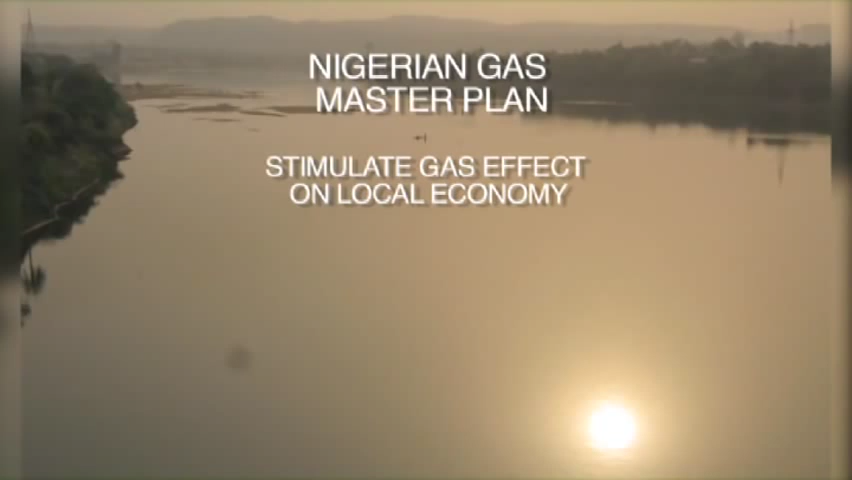 NIGERIAN GAS
MASTER PLAN
STIMULATE GAS EFFECT
ON LOCAL ECONOMY